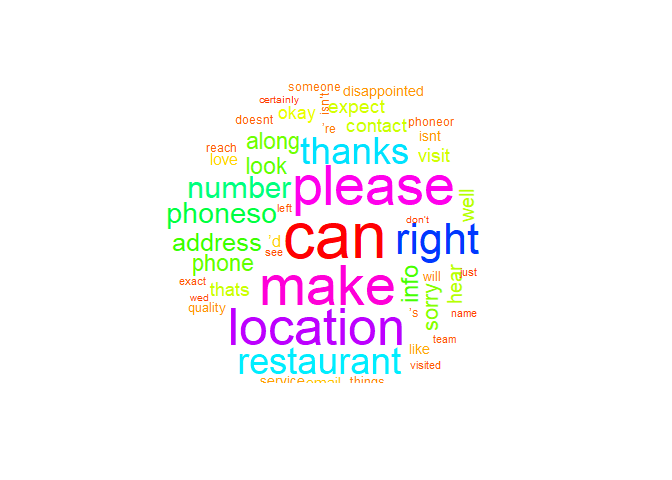 someone
disappointed
certainly
isn't
expect
okay
doesnt
're
contact
phoneor
isnt
along
thanks
reach
love
look
visit
number
please
well
phoneso
left
don't
can
right
address
'd
see
phone
make
info
will
hear
just
exact
thats
sorry
wed
quality
's
name
location
team
restaurant
like
visited
service
email
things